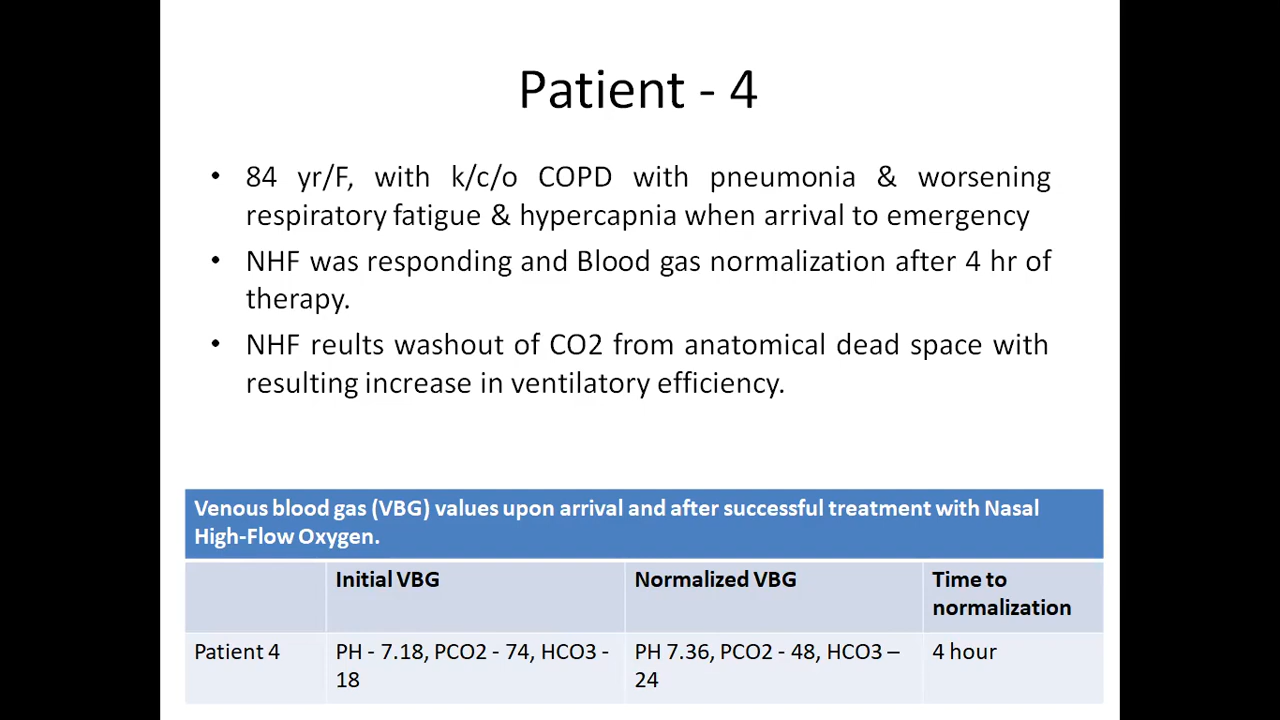 Patient - 4
• 84 yr/F, with k/c/o COPD with pneumonia & worsening
respiratory fatigue & hypercapnia when arrival to emergency
• NHF was responding and Blood gas normalization after 4 hr of
therapy.
• NHF reults washout of CO2 from anatomical dead space with
resulting increase in ventilatory efficiency.
Venous blood gas (VBG) values upon arrival and after successful treatment with Nasal
High-Flow Oxygen.
Initial VBG
Normalized VBG
Time to
normalization
Patient 4
PH - 7.18, PCO2 - 74, HCO3 -
18
PH 7.36, PCO2 - 48, HCO3 –
24
4 hour